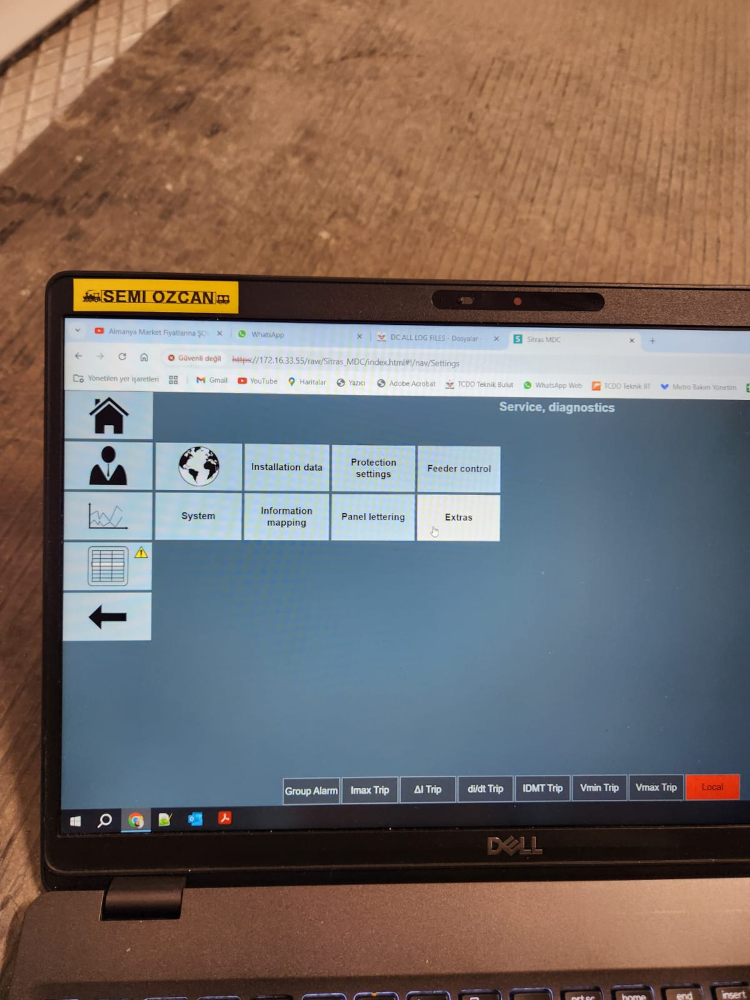 SEMI OZCAN
Almanya Market Fiyatlarına ŞO
WhatsApp
DC ALL LOG FILES - Dosyalar -
Sitras MDC
Güvenli değil
https://172.16.33.55/raw/Sitras_MDC/index.html#!/nav/Settings
Yönetilen yer işaretleri
Gmail
YouTube
Haritalar
Yazıcı
Adobe Acrobat
TCDD Teknik Bulut
WhatsApp Web
TCDD Teknik BT
Metro Bakım Yönetim
Service, diagnostics
Installation data
Protection
settings
Feeder control
System
Information
mapping
Panel lettering
Extras
Group Alarm
Imax Trip
ΔI Trip
di/dt Trip
IDMT Trip
Vmin Trip
Vmax Trip
Local
DELL
prt sc
home
end
insert